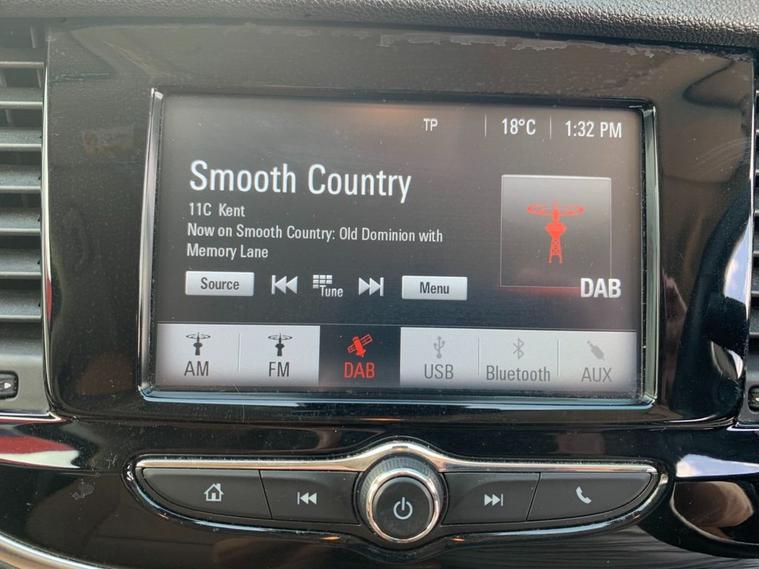 TP 18°C 1:32 PM
Smooth Country
11C Kent
Now on Smooth Country: Old Dominion with
Memory Lane
Source Tune Menu
DAB
AM FM DAB USB Bluetooth AUX